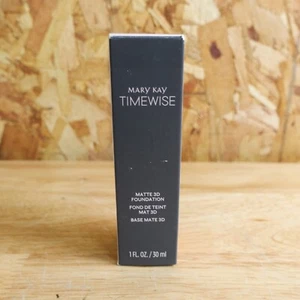 MARY KAY
TIMEWISE
MATTE 3D
FOUNDATION
FOND DE TEINT
MAT 3D
BASE MATE 3D
1 FL. OZ. / 30 ml